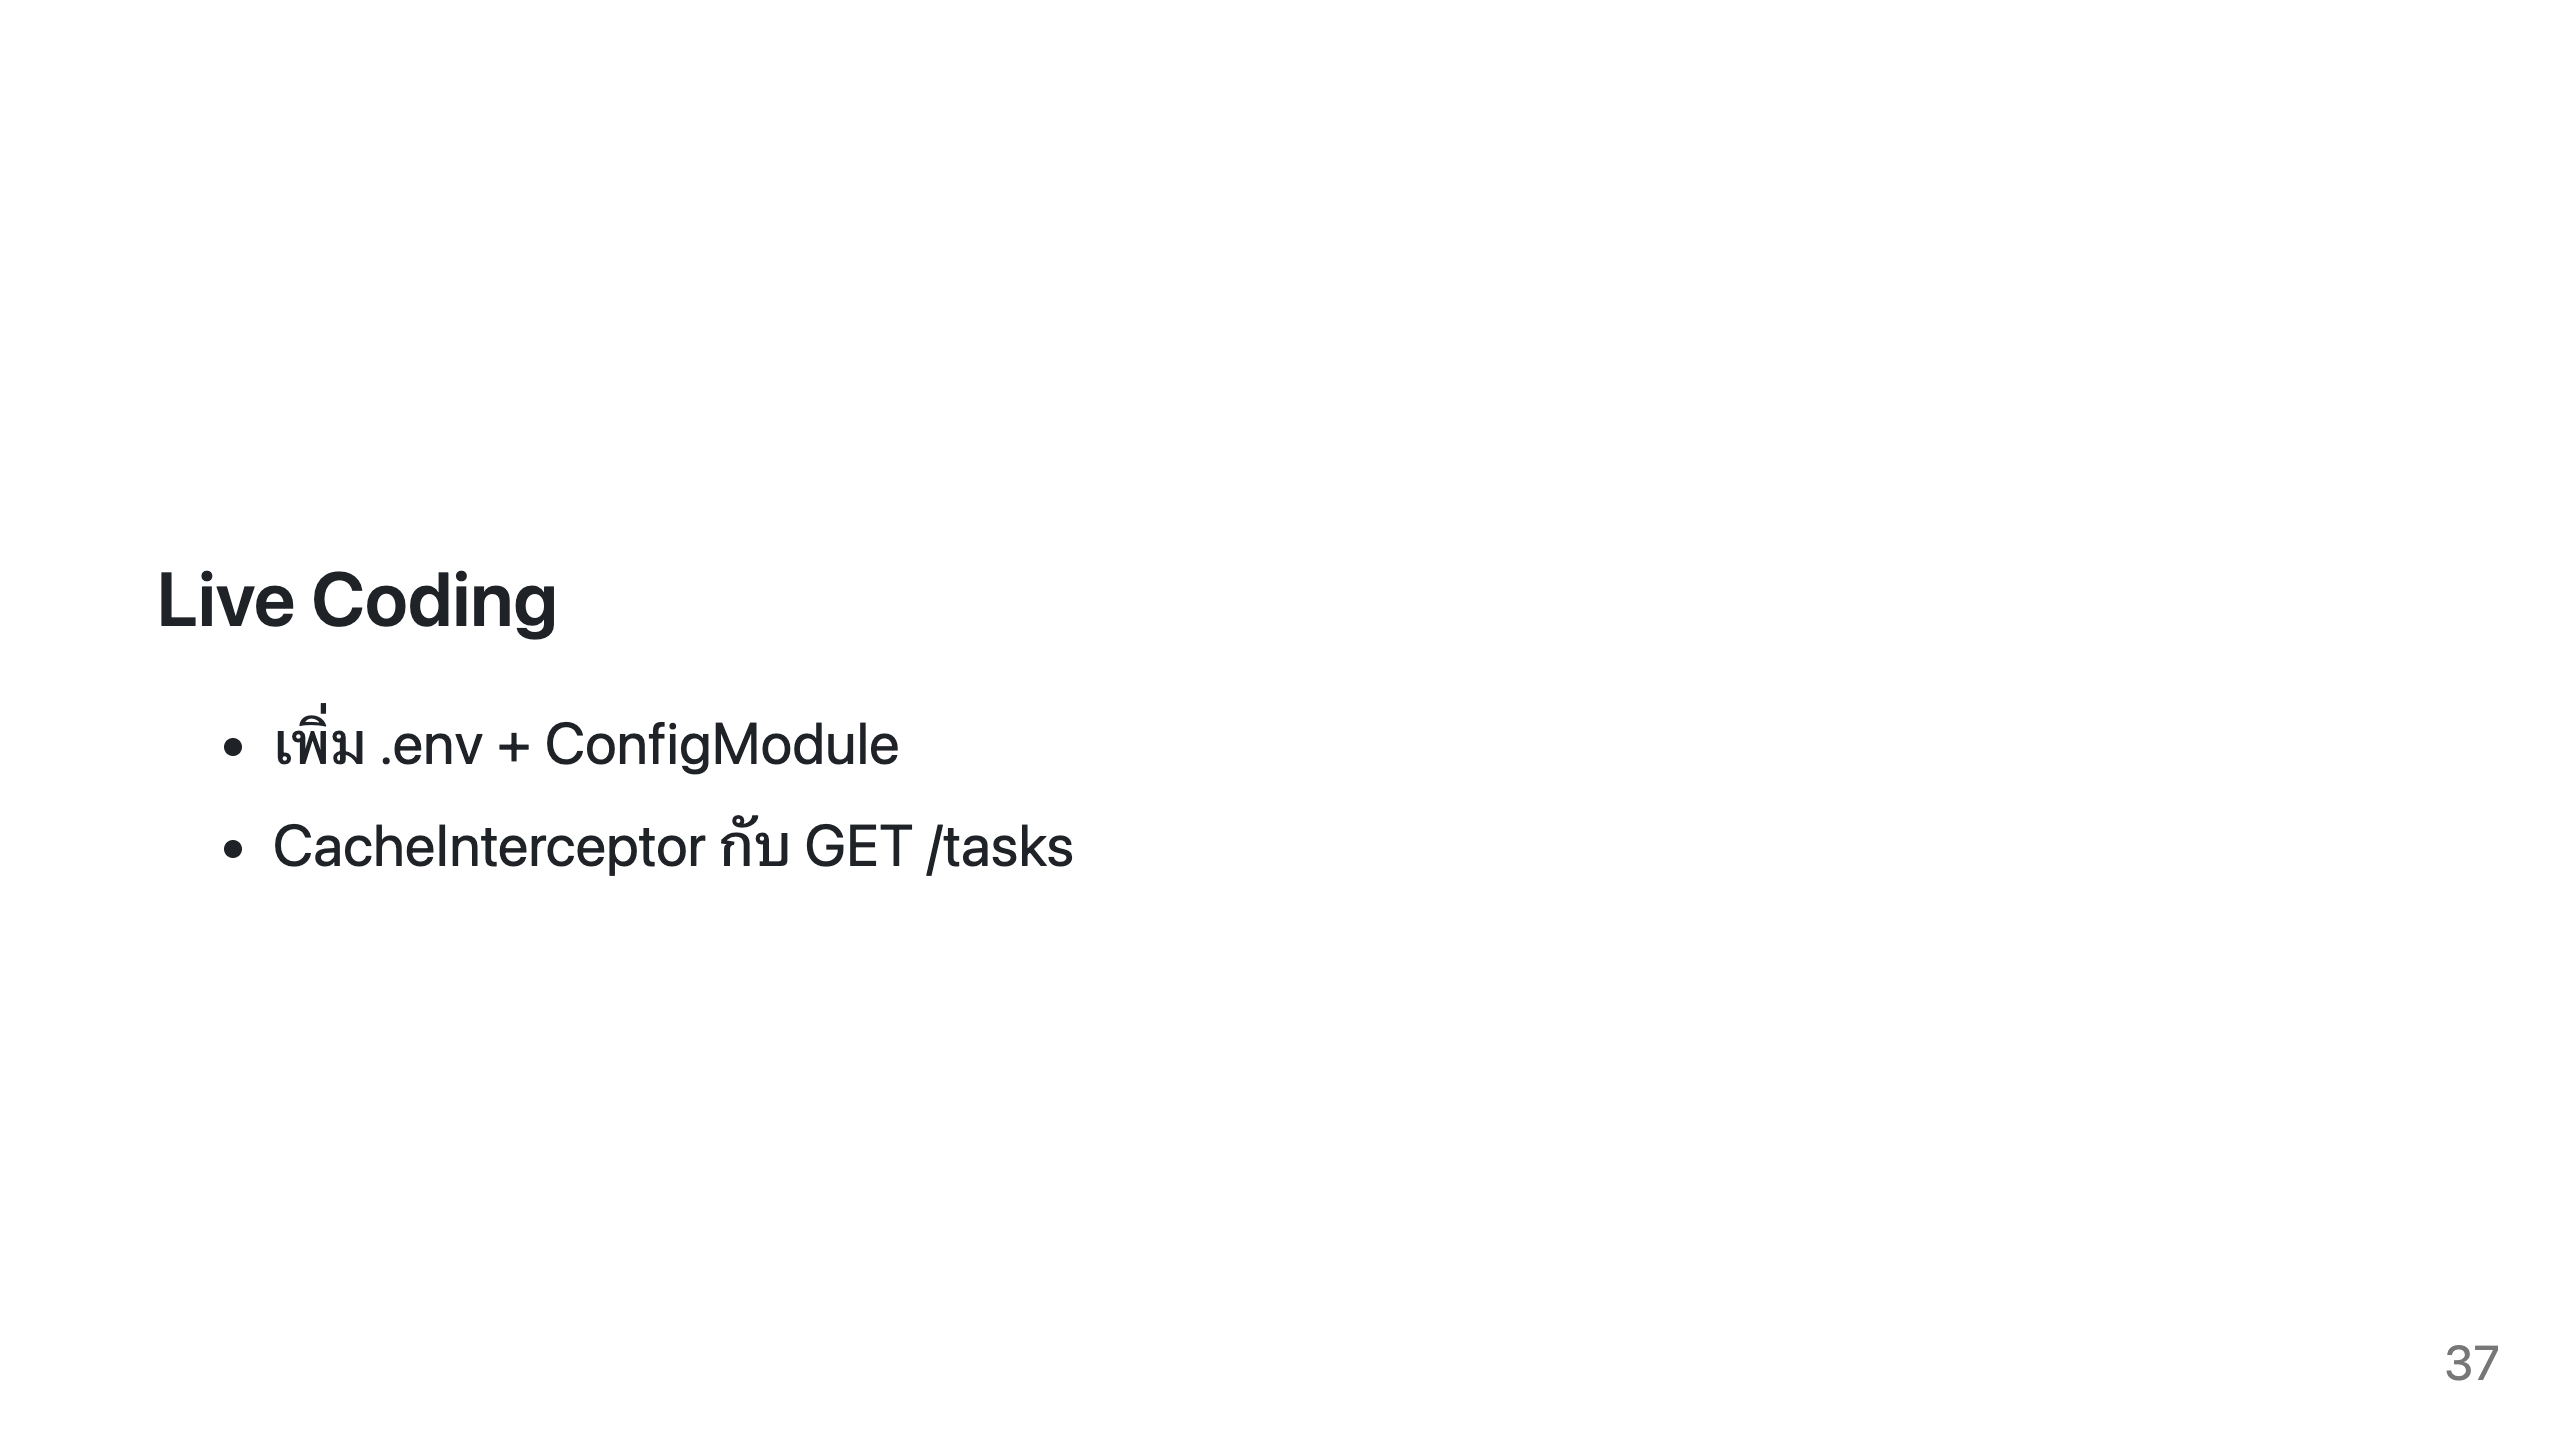 Live Coding
• เพิ่ม .env + ConfigModule
• CacheInterceptor กับ GET /tasks
37